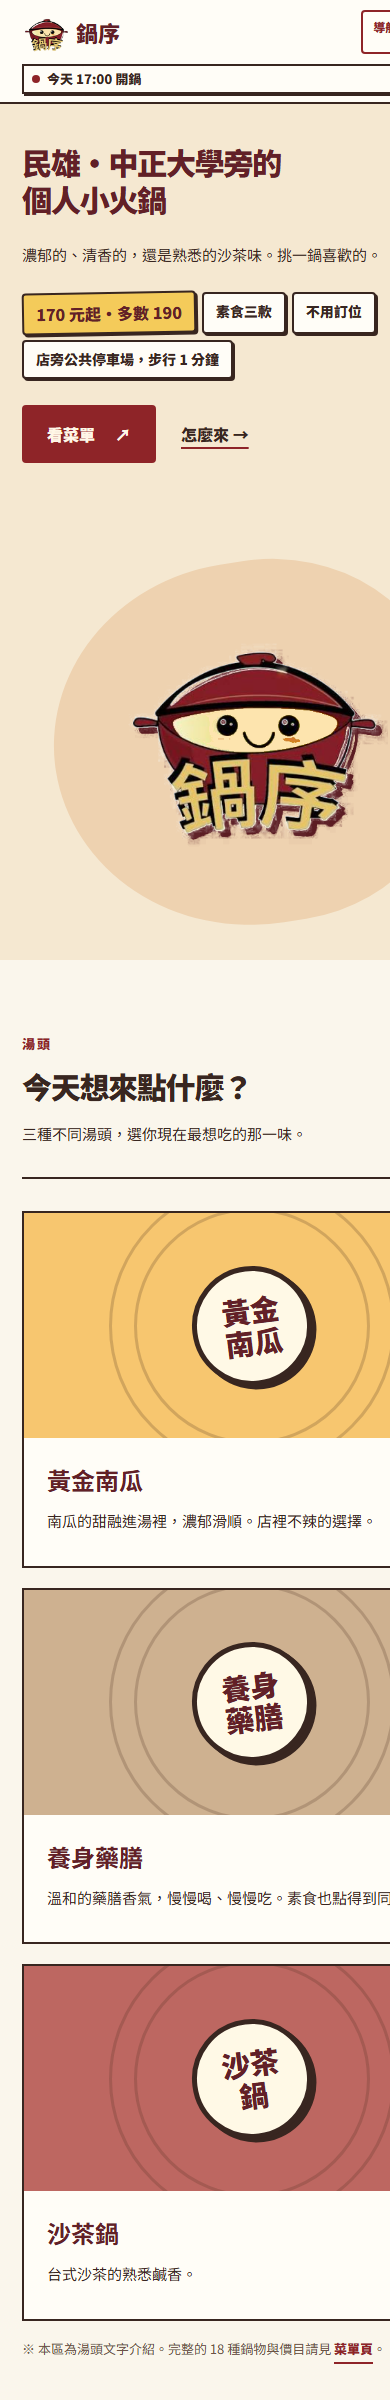 鍋序
鍋序
今天 17:00 開鍋
民雄・中正大學旁的
個人小火鍋
濃郁的、清香的，還是熟悉的沙茶味。挑一鍋喜歡的。
170 元起・多數 190
素食三款
不用訂位
店旁公共停車場，步行 1 分鐘
看菜單 ↗
怎麼來 →
鍋序
湯頭
今天想來點什麼？
三種不同湯頭，選你現在最想吃的那一味。
黃金
南瓜
黃金南瓜
南瓜的甜融進湯裡，濃郁滑順。店裡不辣的選擇。
養身
藥膳
養身藥膳
溫和的藥膳香氣，慢慢喝、慢慢吃。素食也點得到同
沙茶
鍋
沙茶鍋
台式沙茶的熟悉鹹香。
※ 本區為湯頭文字介紹。完整的 18 種鍋物與價目請見 菜單頁。